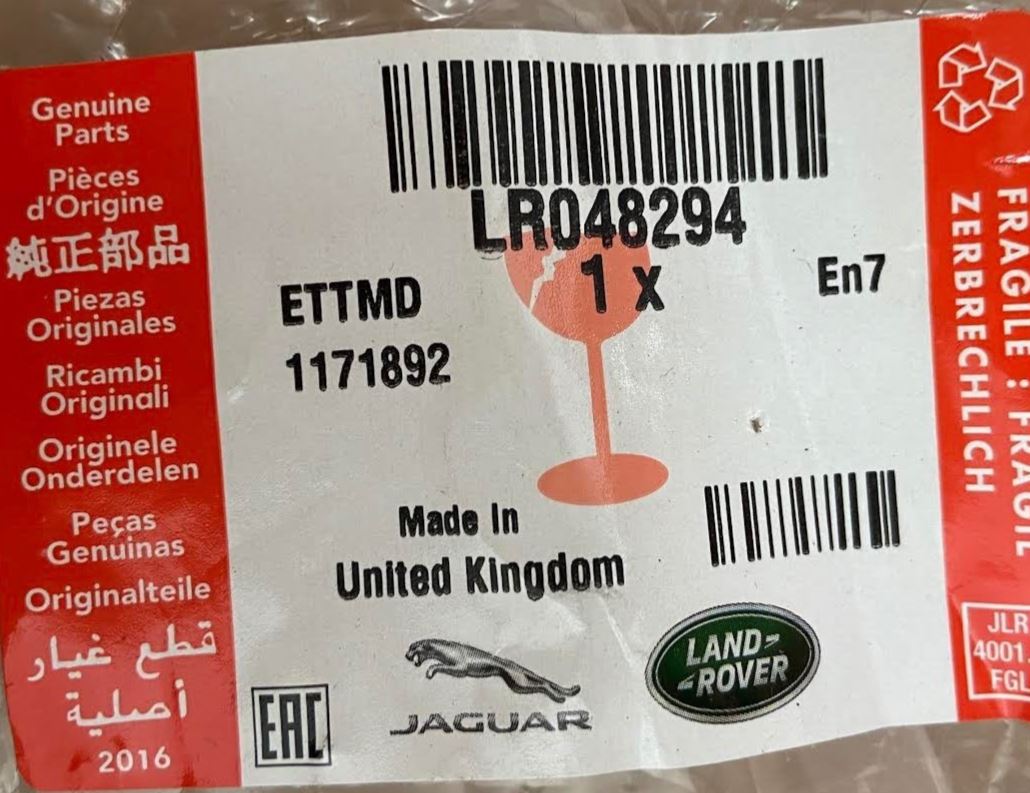 Genuine
Parts
Pièces
d'Origine
純正部品
Piezas
Originales
Ricambi
Originali
Originele
Onderdelen
Peças
Genuinas
Originalteile
قطع غيار
أصلية
2016
LR048294
1 x
ETTMD
En7
1171892
Made In
United Kingdom
EAC
JAGUAR
LAND-
-ROVER
FRAGILE : FRAGIL
ZERBRECHLICH
JLR
4001.
FGL